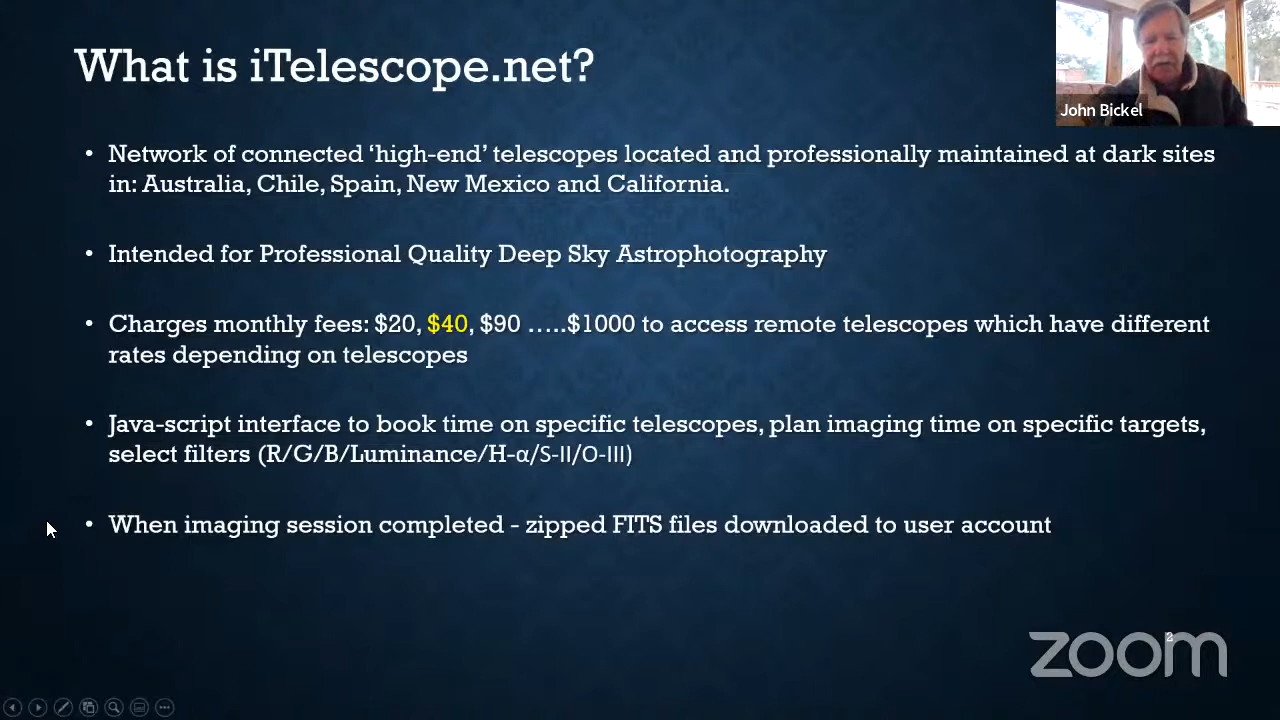 What is iTelescope.net?
John Bickel
• Network of connected ‘high-end’ telescopes located and professionally maintained at dark sites
in: Australia, Chile, Spain, New Mexico and California.
• Intended for Professional Quality Deep Sky Astrophotography
• Charges monthly fees: $20, $40, $90 …..$1000 to access remote telescopes which have different
rates depending on telescopes
• Java-script interface to book time on specific telescopes, plan imaging time on specific targets,
select filters (R/G/B/Luminance/H-α/S-II/O-III)
• When imaging session completed - zipped FITS files downloaded to user account
2
zoom